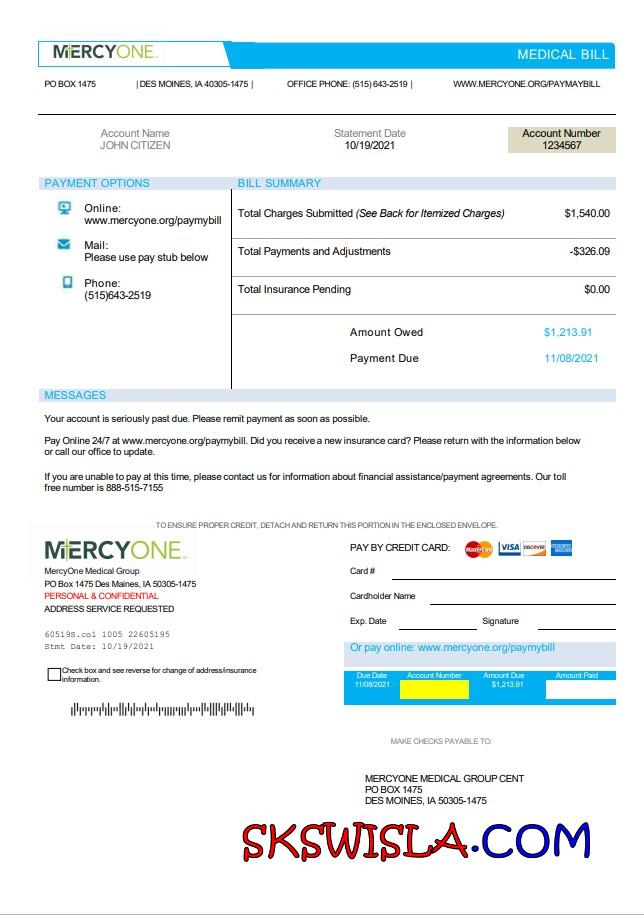 MERCYONE
MEDICAL BILL
PO BOX 1475 | DES MOINES, IA 40305-1475 | OFFICE PHONE: (515) 643-2519 | WWW.MERCYONE.ORG/PAYMAYBILL
Account Name
JOHN CITIZEN
Statement Date
10/19/2021
Account Number
1234567
PAYMENT OPTIONS
Online:
www.mercyone.org/paymybill
Mail:
Please use pay stub below
Phone:
(515)643-2519
BILL SUMMARY
Total Charges Submitted (See Back for Itemized Charges) $1,540.00
Total Payments and Adjustments -$326.09
Total Insurance Pending $0.00
Amount Owed $1,213.91
Payment Due 11/08/2021
MESSAGES
Your account is seriously past due. Please remit payment as soon as possible.
Pay Online 24/7 at www.mercyone.org/paymybill. Did you receive a new insurance card? Please return with the information below
or call our office to update.
If you are unable to pay at this time, please contact us for information about financial assistance/payment agreements. Our toll
free number is 888-515-7155
TO ENSURE PROPER CREDIT, DETACH AND RETURN THIS PORTION IN THE ENCLOSED ENVELOPE.
MERCYONE
MercyOne Medical Group
PO Box 1475 Des Maines, IA 50305-1475
PERSONAL & CONFIDENTIAL
ADDRESS SERVICE REQUESTED
60519S.co1 1005 22605195
Stmt Date: 10/19/2021
Check box and see reverse for change of address/insurance
information.
PAY BY CREDIT CARD: MasterCard VISA DISCOVER
Card #
Cardholder Name
Exp. Date Signature
Or pay online: www.mercyone.org/paymybill
Due Date Account Number Amount Due Amount Paid
11/08/2021 $1,213.91
MAKE CHECKS PAYABLE TO:
MERCYONE MEDICAL GROUP CENT
PO BOX 1475
DES MOINES, IA 50305-1475
SKSWISLA.COM